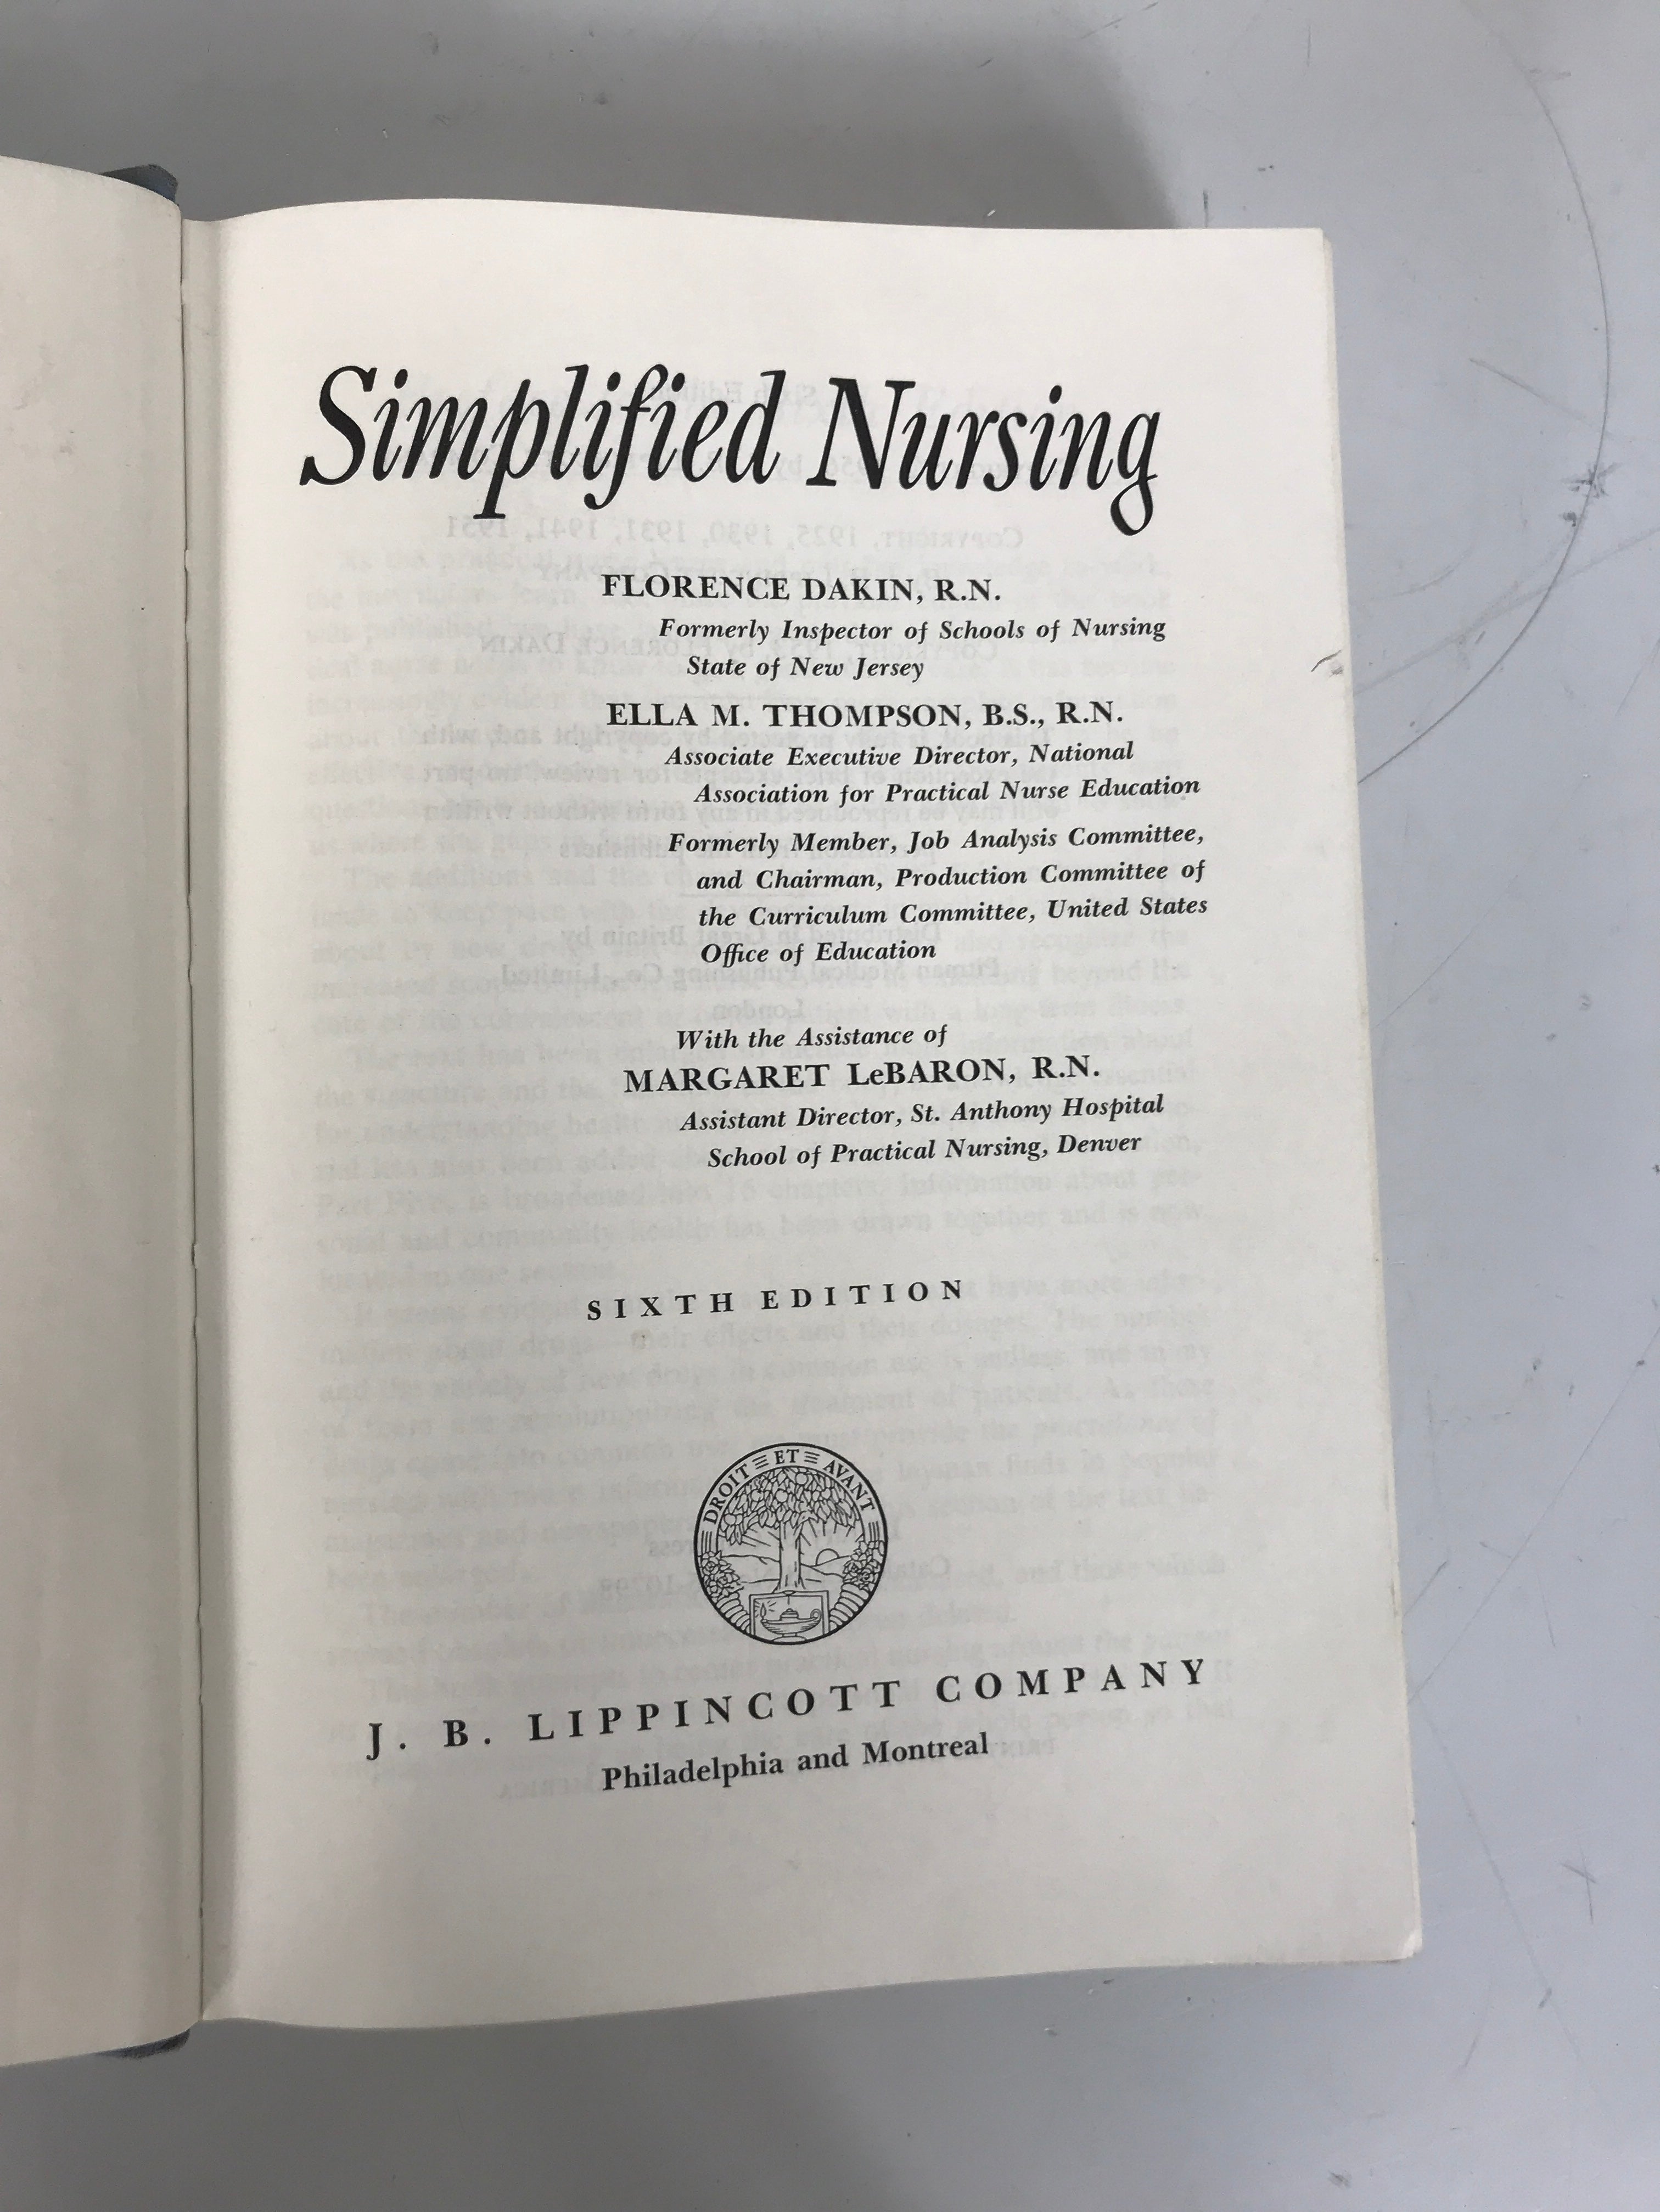 Simplified Nursing
FLORENCE DAKIN, R.N.
Formerly Inspector of Schools of Nursing
State of New Jersey
ELLA M. THOMPSON, B.S., R.N.
Associate Executive Director, National
Association for Practical Nurse Education
Formerly Member, Job Analysis Committee,
and Chairman, Production Committee of
the Curriculum Committee, United States
Office of Education
With the Assistance of
MARGARET LeBARON, R.N.
Assistant Director, St. Anthony Hospital
School of Practical Nursing, Denver
SIXTH EDITION
DROIT ET AVANT
J. B. LIPPINCOTT COMPANY
Philadelphia and Montreal